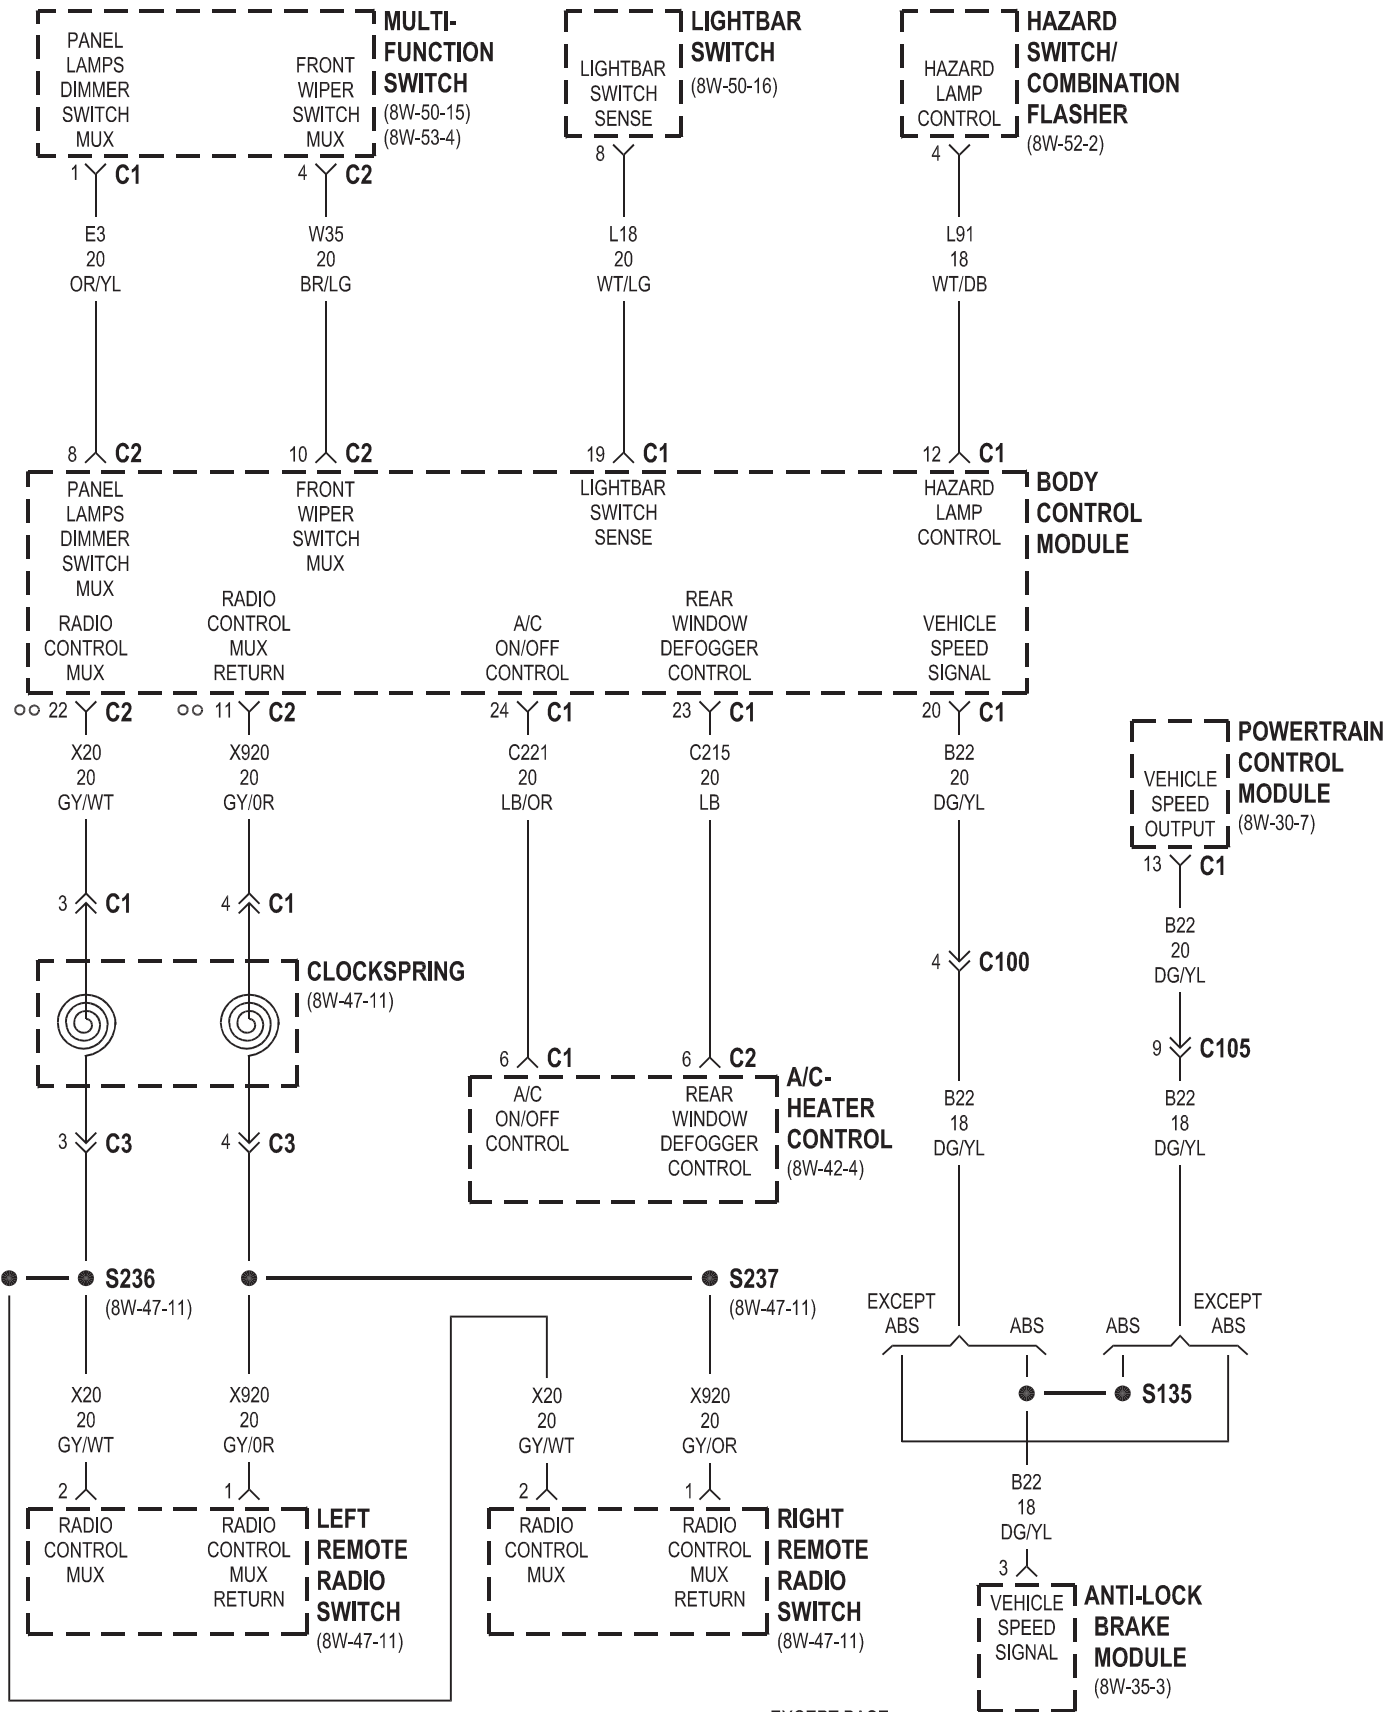 MULTI-
FUNCTION
SWITCH
(8W-50-15)
(8W-53-4)
PANEL
LAMPS
DIMMER
SWITCH
MUX
FRONT
WIPER
SWITCH
MUX
LIGHTBAR
SWITCH
(8W-50-16)
LIGHTBAR
SWITCH
SENSE
HAZARD
SWITCH/
COMBINATION
FLASHER
(8W-52-2)
HAZARD
LAMP
CONTROL
1 C1
4 C2
8
4
E3
20
OR/YL
W35
20
BR/LG
L18
20
WT/LG
L91
18
WT/DB
8 C2
10 C2
19 C1
12 C1
BODY
CONTROL
MODULE
PANEL
LAMPS
DIMMER
SWITCH
MUX
FRONT
WIPER
SWITCH
MUX
LIGHTBAR
SWITCH
SENSE
HAZARD
LAMP
CONTROL
RADIO
CONTROL
MUX
RADIO
CONTROL
MUX
RETURN
A/C
ON/OFF
CONTROL
REAR
WINDOW
DEFOGGER
CONTROL
VEHICLE
SPEED
SIGNAL
oo 22 C2
oo 11 C2
24 C1
23 C1
20 C1
X20
20
GY/WT
X920
20
GY/0R
C221
20
LB/OR
C215
20
LB
B22
20
DG/YL
POWERTRAIN
CONTROL
MODULE
(8W-30-7)
VEHICLE
SPEED
OUTPUT
13 C1
B22
20
DG/YL
3 C1
4 C1
CLOCKSPRING
(8W-47-11)
4 C100
9 C105
6 C1
6 C2
A/C-
HEATER
CONTROL
(8W-42-4)
A/C
ON/OFF
CONTROL
REAR
WINDOW
DEFOGGER
CONTROL
B22
18
DG/YL
B22
18
DG/YL
3 C3
4 C3
S236
(8W-47-11)
S237
(8W-47-11)
EXCEPT
ABS
ABS
ABS
EXCEPT
ABS
S135
X20
20
GY/WT
X920
20
GY/0R
X20
20
GY/WT
X920
20
GY/OR
B22
18
DG/YL
2
1
2
1
3
LEFT
REMOTE
RADIO
SWITCH
(8W-47-11)
RADIO
CONTROL
MUX
RADIO
CONTROL
MUX
RETURN
RIGHT
REMOTE
RADIO
SWITCH
(8W-47-11)
RADIO
CONTROL
MUX
RADIO
CONTROL
MUX
RETURN
ANTI-LOCK
BRAKE
MODULE
(8W-35-3)
VEHICLE
SPEED
SIGNAL